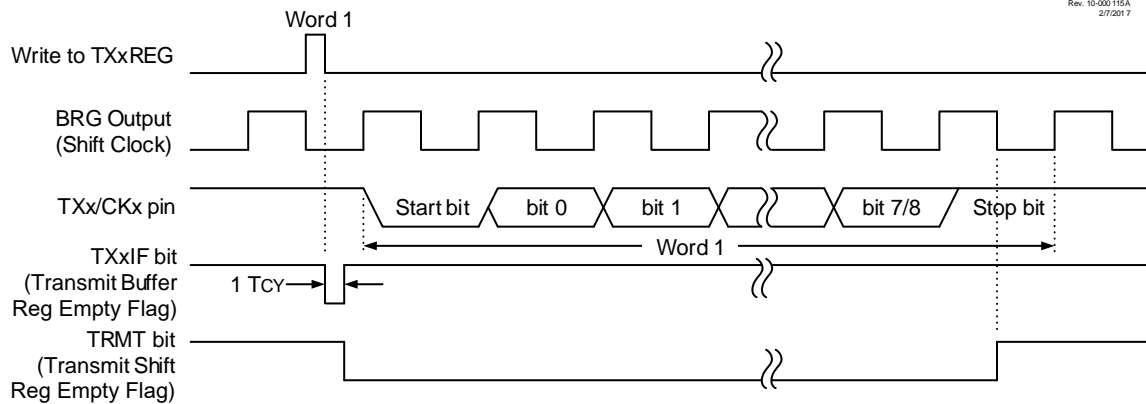 Rev. 10-000 115A
2/7/201 7
Word 1
Write to TXxREG
BRG Output
(Shift Clock)
TXx/CKx pin
Start bit
bit 0
bit 1
bit 7/8
Stop bit
Word 1
TXxIF bit
(Transmit Buffer
Reg Empty Flag)
1 TCY
TRMT bit
(Transmit Shift
Reg Empty Flag)